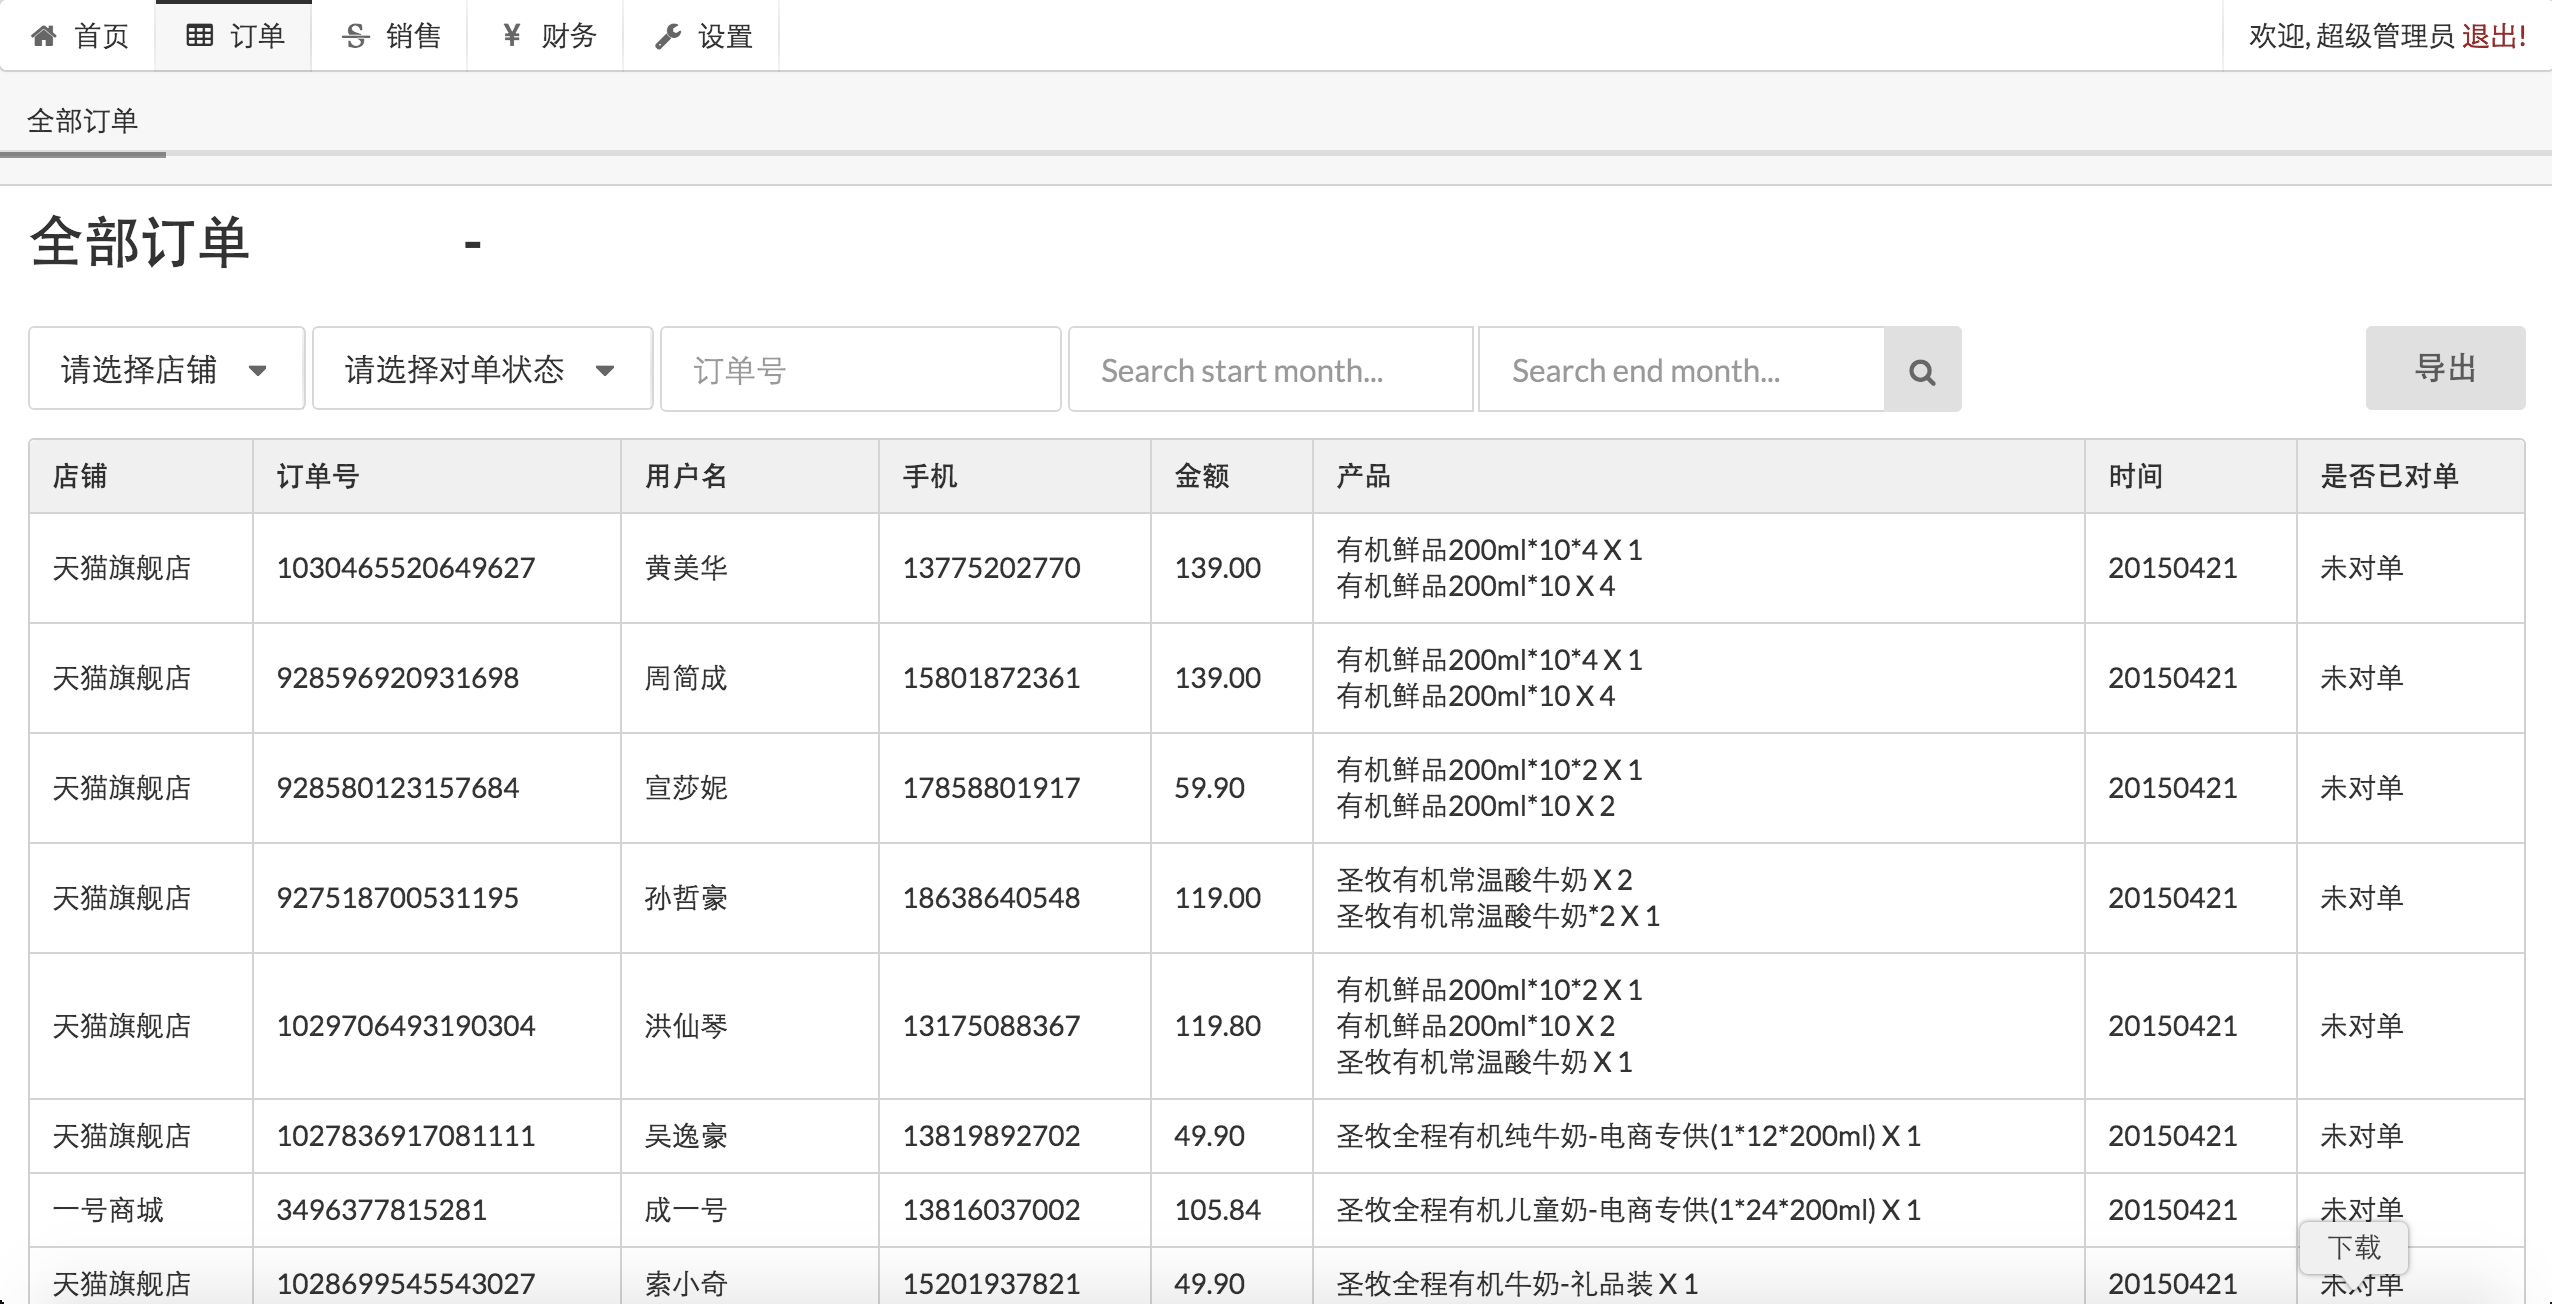 首页 订单 销售 ¥ 财务 设置 欢迎, 超级管理员 退出!
全部订单
全部订单 -
请选择店铺 请选择对单状态 订单号 Search start month... Search end month... 导出
店铺 订单号 用户名 手机 金额 产品 时间 是否已对单
天猫旗舰店 1030465520649627 黄美华 13775202770 139.00 有机鲜品200ml*10*4 X 1 20150421 未对单
有机鲜品200ml*10 X 4
天猫旗舰店 928596920931698 周简成 15801872361 139.00 有机鲜品200ml*10*4 X 1 20150421 未对单
有机鲜品200ml*10 X 4
天猫旗舰店 928580123157684 宣莎妮 17858801917 59.90 有机鲜品200ml*10*2 X 1 20150421 未对单
有机鲜品200ml*10 X 2
天猫旗舰店 927518700531195 孙哲豪 18638640548 119.00 圣牧有机常温酸牛奶 X 2 20150421 未对单
圣牧有机常温酸牛奶*2 X 1
天猫旗舰店 1029706493190304 洪仙琴 13175088367 119.80 有机鲜品200ml*10*2 X 1 20150421 未对单
有机鲜品200ml*10 X 2
圣牧有机常温酸牛奶 X 1
天猫旗舰店 1027836917081111 吴逸豪 13819892702 49.90 圣牧全程有机纯牛奶-电商专供(1*12*200ml) X 1 20150421 未对单
一号商城 3496377815281 成一号 13816037002 105.84 圣牧全程有机儿童奶-电商专供(1*24*200ml) X 1 20150421 未对单
下载
天猫旗舰店 1028699545543027 索小奇 15201937821 49.90 圣牧全程有机牛奶-礼品装 X 1 20150421 未对单